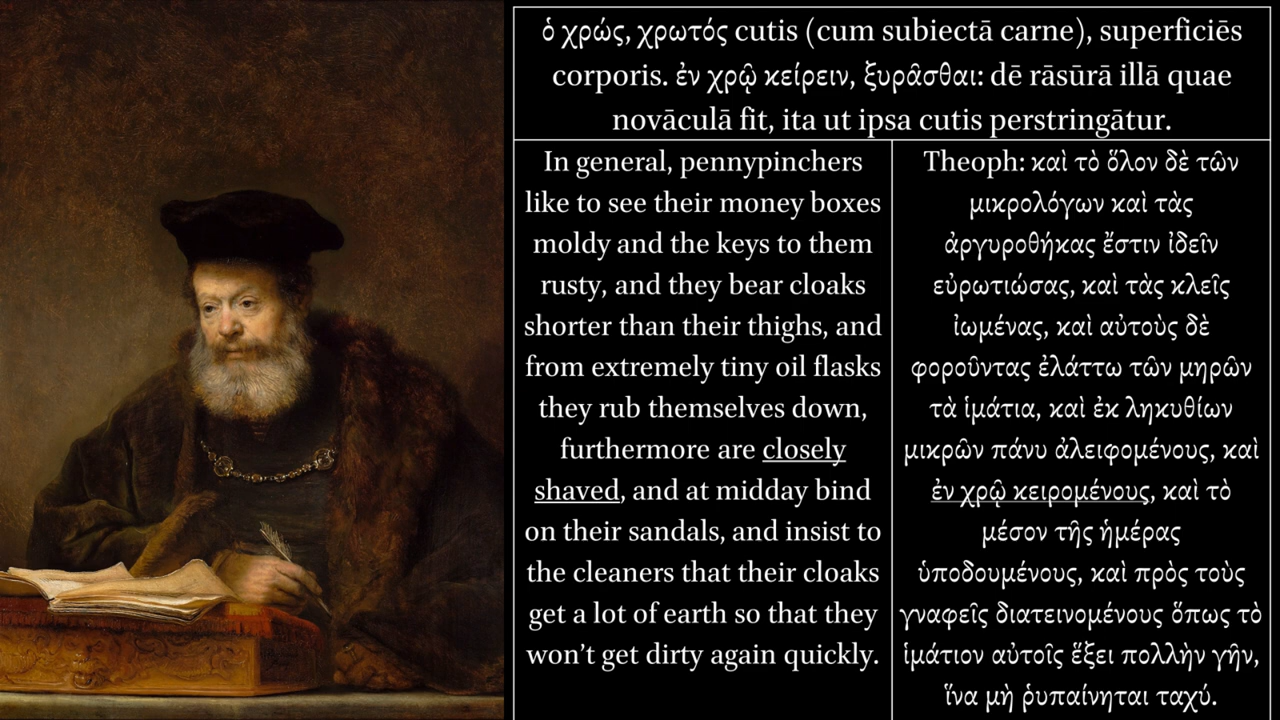 ὁ χρώς, χρωτός cutis (cum subiectā carne), superficiēs
corporis. ἐν χρῷ κείρειν, ξυρᾶσθαι: dē rāsūrā illā quae
novāculā fit, ita ut ipsa cutis perstringātur.
In general, pennypinchers
like to see their money boxes
moldy and the keys to them
rusty, and they bear cloaks
shorter than their thighs, and
from extremely tiny oil flasks
they rub themselves down,
furthermore are closely
shaved, and at midday bind
on their sandals, and insist to
the cleaners that their cloaks
get a lot of earth so that they
won’t get dirty again quickly.
Theoph: καὶ τὸ ὅλον δὲ τῶν
μικρολόγων καὶ τὰς
ἀργυροθήκας ἔστιν ἰδεῖν
εὐρωτιώσας, καὶ τὰς κλεῖς
ἰωμένας, καὶ αὐτοὺς δὲ
φοροῦντας ἐλάττω τῶν μηρῶν
τὰ ἱμάτια, καὶ ἐκ ληκυθίων
μικρῶν πάνυ ἀλειφομένους, καὶ
ἐν χρῷ κειρομένους, καὶ τὸ
μέσον τῆς ἡμέρας
ὑποδουμένους, καὶ πρὸς τοὺς
γναφεῖς διατεινομένους ὅπως τὸ
ἱμάτιον αὐτοῖς ἕξει πολλὴν γῆν,
ἵνα μὴ ῥυπαίνηται ταχύ.